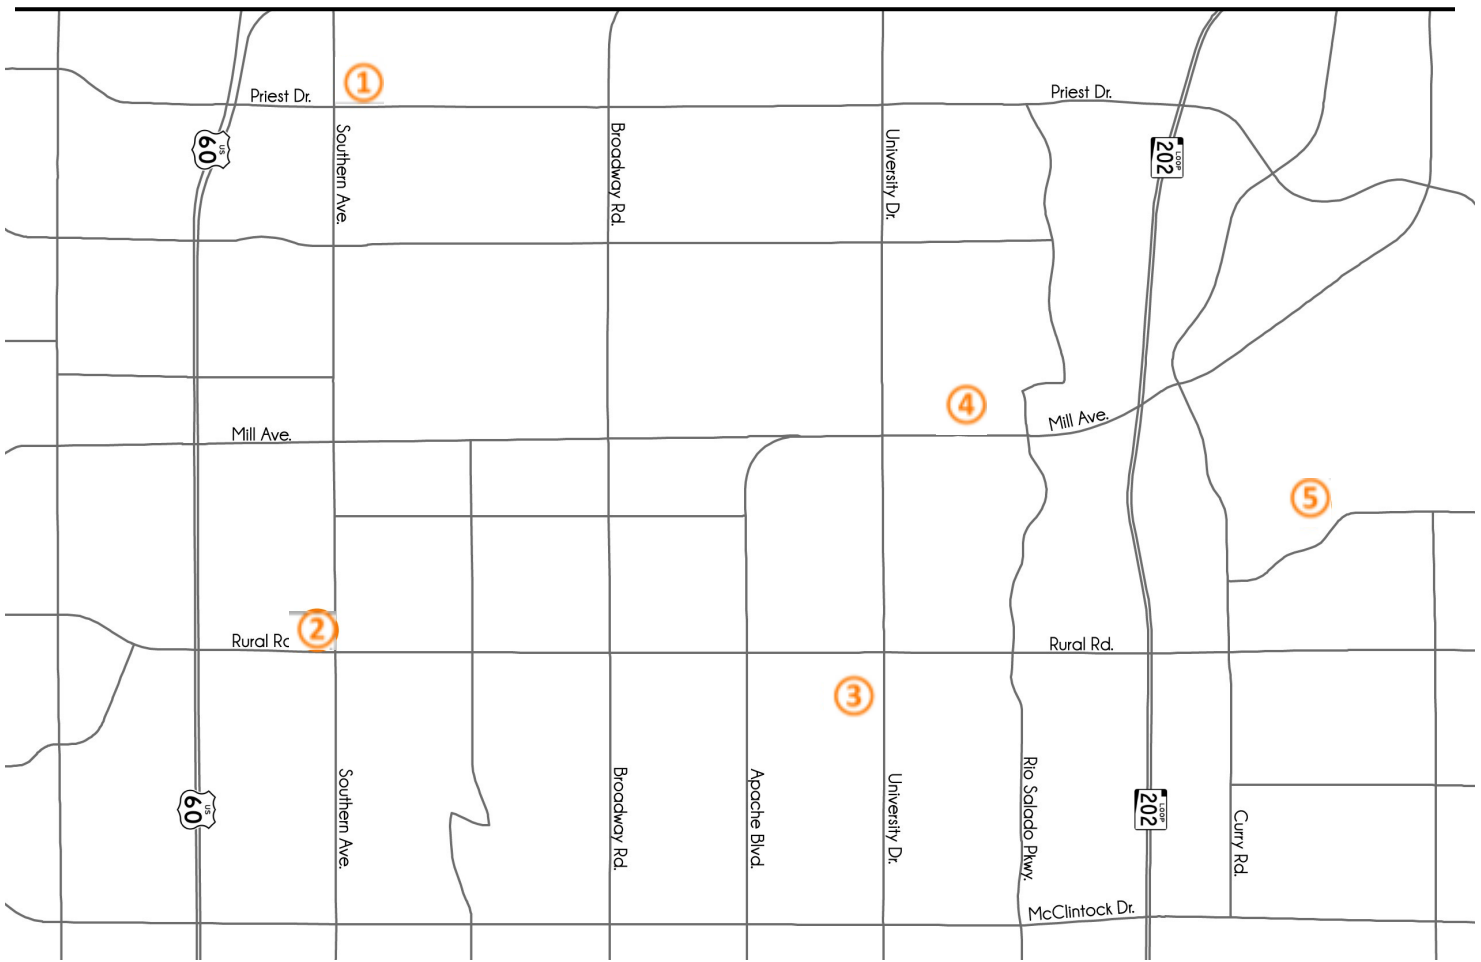 ①
Priest Dr.
Priest Dr.
US 60
Southern Ave.
Broadway Rd.
University Dr.
LOOP 202
④
Mill Ave.
Mill Ave.
⑤
②
Rural Rd
Rural Rd.
③
US 60
Southern Ave.
Broadway Rd.
Apache Blvd.
University Dr.
Rio Salado Pkwy.
LOOP 202
Curry Rd.
McClintock Dr.